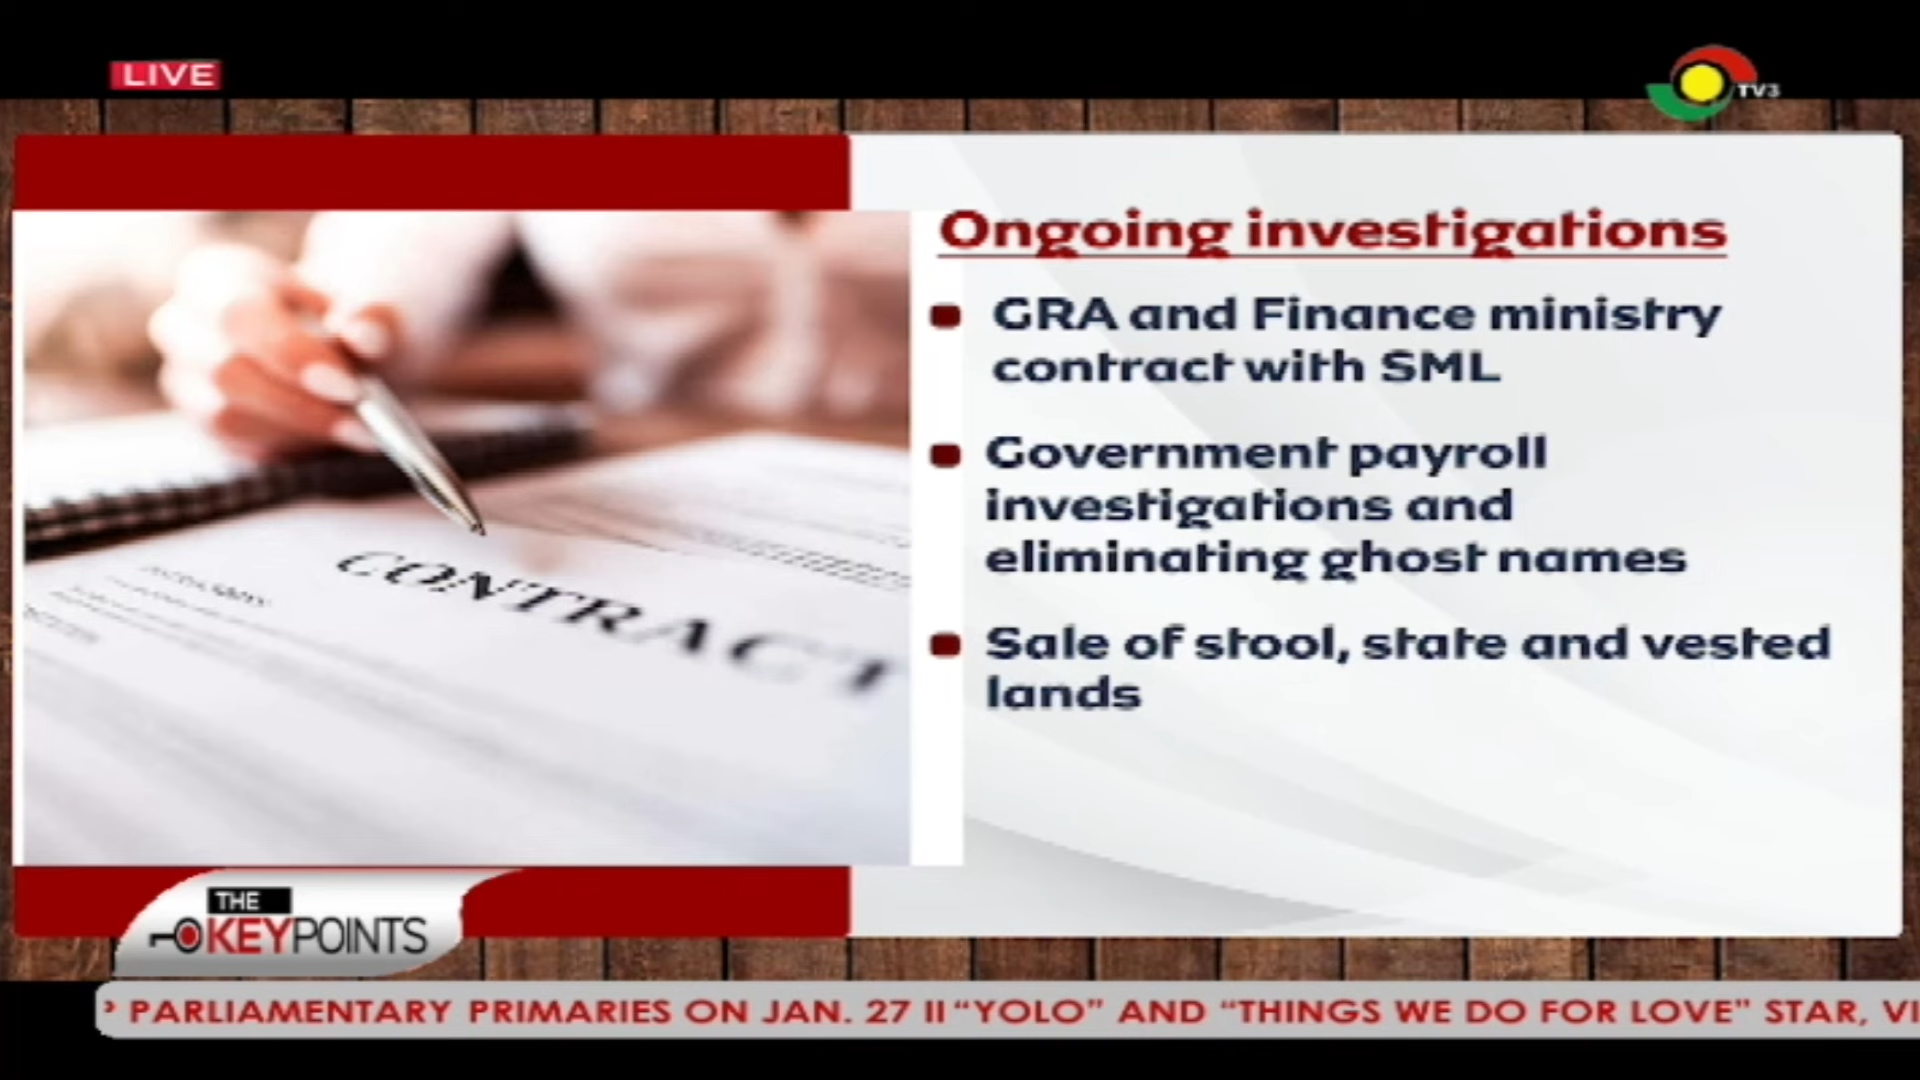 LIVE
TV3
Ongoing investigations
GRA and Finance ministry
contract with SML
Government payroll
investigations and
eliminating ghost names
Sale of stool, state and vested
lands
CONTRACT
THE
KEYPOINTS
PARLIAMENTARY PRIMARIES ON JAN. 27 II "YOLO" AND "THINGS WE DO FOR LOVE" STAR, VI